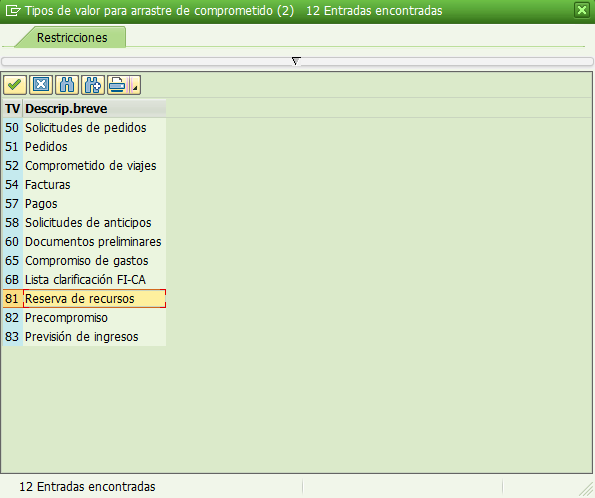 Tipos de valor para arrastre de comprometido (2) 12 Entradas encontradas
Restricciones
TV Descrip.breve
50 Solicitudes de pedidos
51 Pedidos
52 Comprometido de viajes
54 Facturas
57 Pagos
58 Solicitudes de anticipos
60 Documentos preliminares
65 Compromiso de gastos
6B Lista clarificación FI-CA
81 Reserva de recursos
82 Precompromiso
83 Previsión de ingresos
12 Entradas encontradas